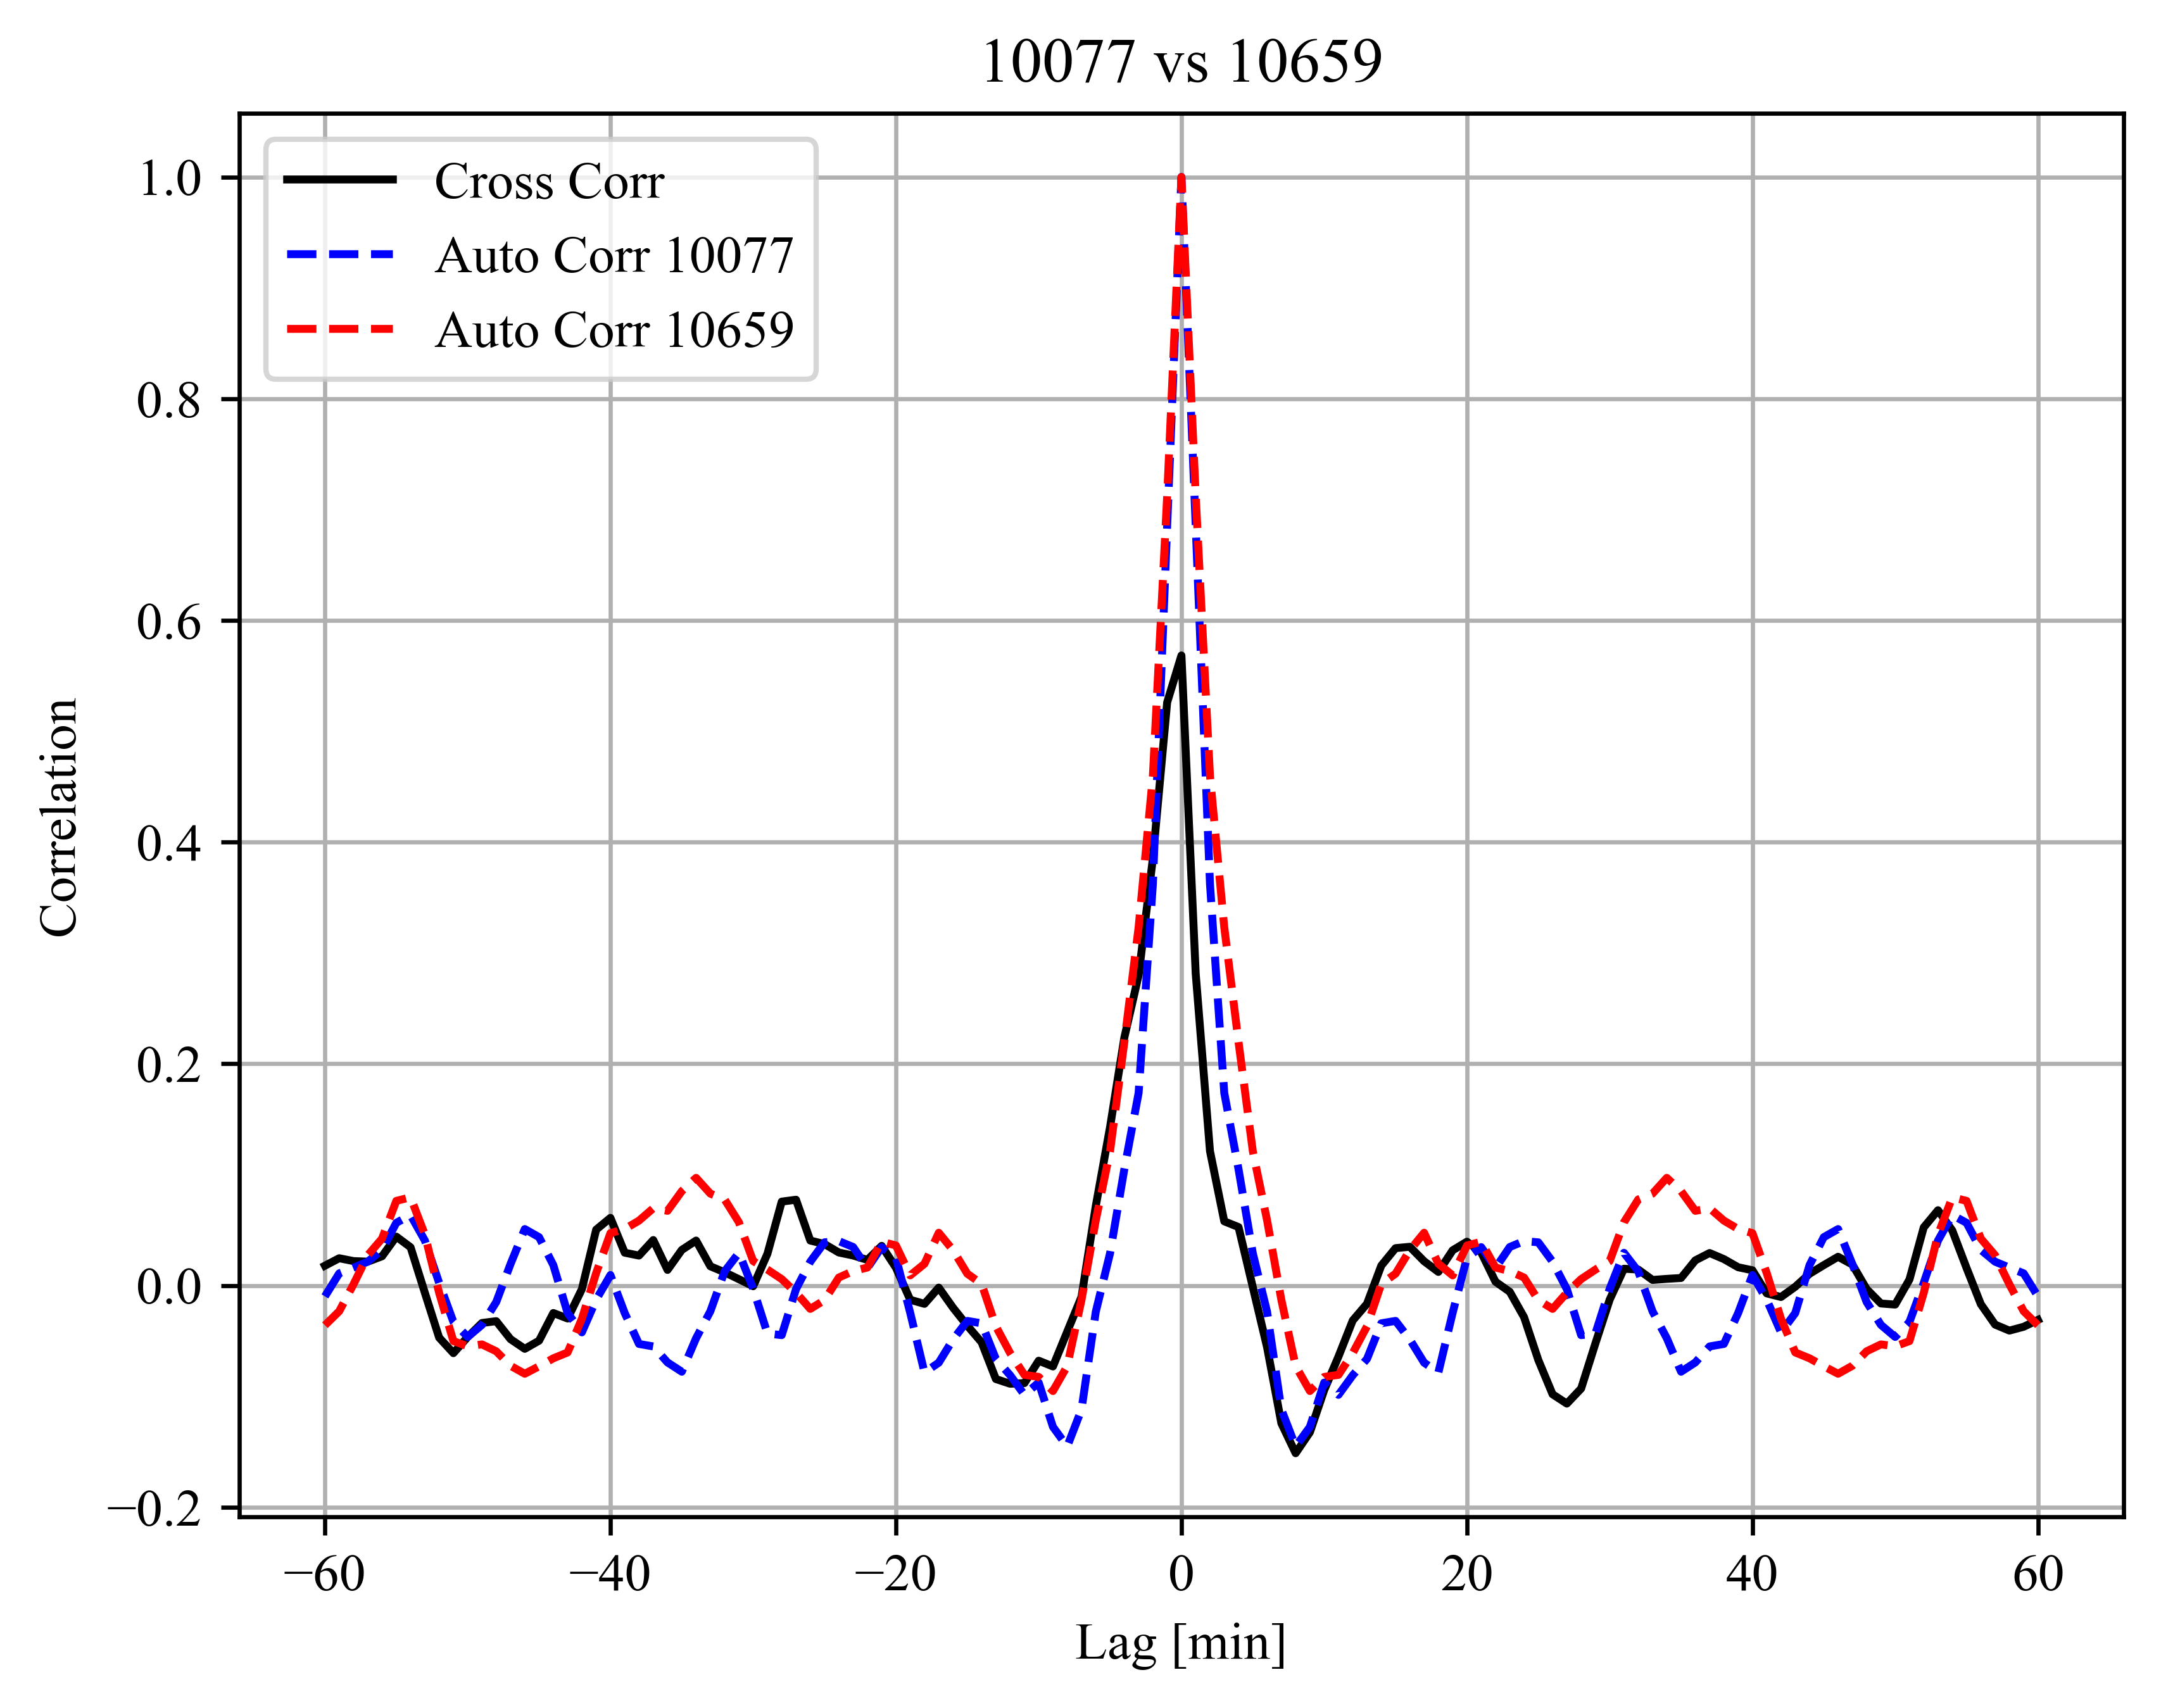 10077 vs 10659
Cross Corr
Auto Corr 10077
Auto Corr 10659
1.0
0.8
0.6
0.4
0.2
0.0
−0.2
Correlation
−60
−40
−20
0
20
40
60
Lag [min]